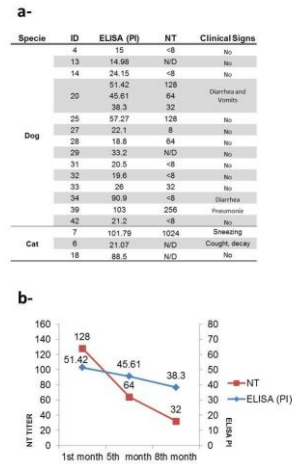 a-
Specie ID ELISA (PI) NT Clinical Signs
4 15 <8 No
13 14.98 N/D No
14 24.15 <8 No
51.42 128
20 45.61 64 Diarrhea and Vomits
38.3 32
25 57.27 128 No
27 22.1 8 No
28 18.8 64 No
Dog 29 33.2 N/D No
31 20.5 <8 No
32 19.6 <8 No
33 26 32 No
34 90.9 <8 Diarrhea
39 103 256 Pneumonie
42 21.2 <8 No
7 101.79 1024 Sneezing
Cat 6 21.07 N/D Cought, decay
18 88.5 N/D No
b-
160 80
140 128 70
120 60
100 51.42 45.61 50
80 38.3 40
60 64 30
40 32 20
20 10
0 0
NT TITER
ELISA PI
1st month 5th month 8th month
NT
ELISA (PI)